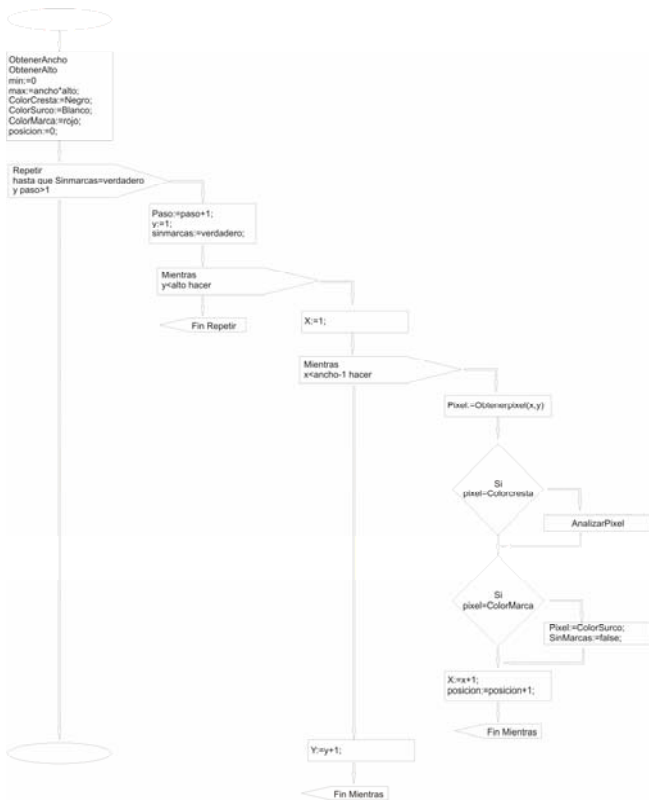 ObtenerAncho
ObtenerAlto
min:=0
max:=ancho*alto;
ColorCresta:=Negro;
ColorSurco:=Blanco;
ColorMarca:=rojo;
posicion:=0;
Repetir
hasta que Sinmarcas=verdadero
y paso>1
Paso:=paso+1;
y:=1;
sinmarcas:=verdadero;
Mientras
y<alto hacer
Fin Repetir
X:=1;
Mientras
x<ancho-1 hacer
Pixel:=Obtenerpixel(x,y)
Si
pixel=Colorcresta
AnalizarPixel
Si
pixel=ColorMarca
Pixel:=ColorSurco;
SinMarcas:=false;
X:=x+1;
posicion:=posicion+1;
Fin Mientras
Y:=y+1;
Fin Mientras